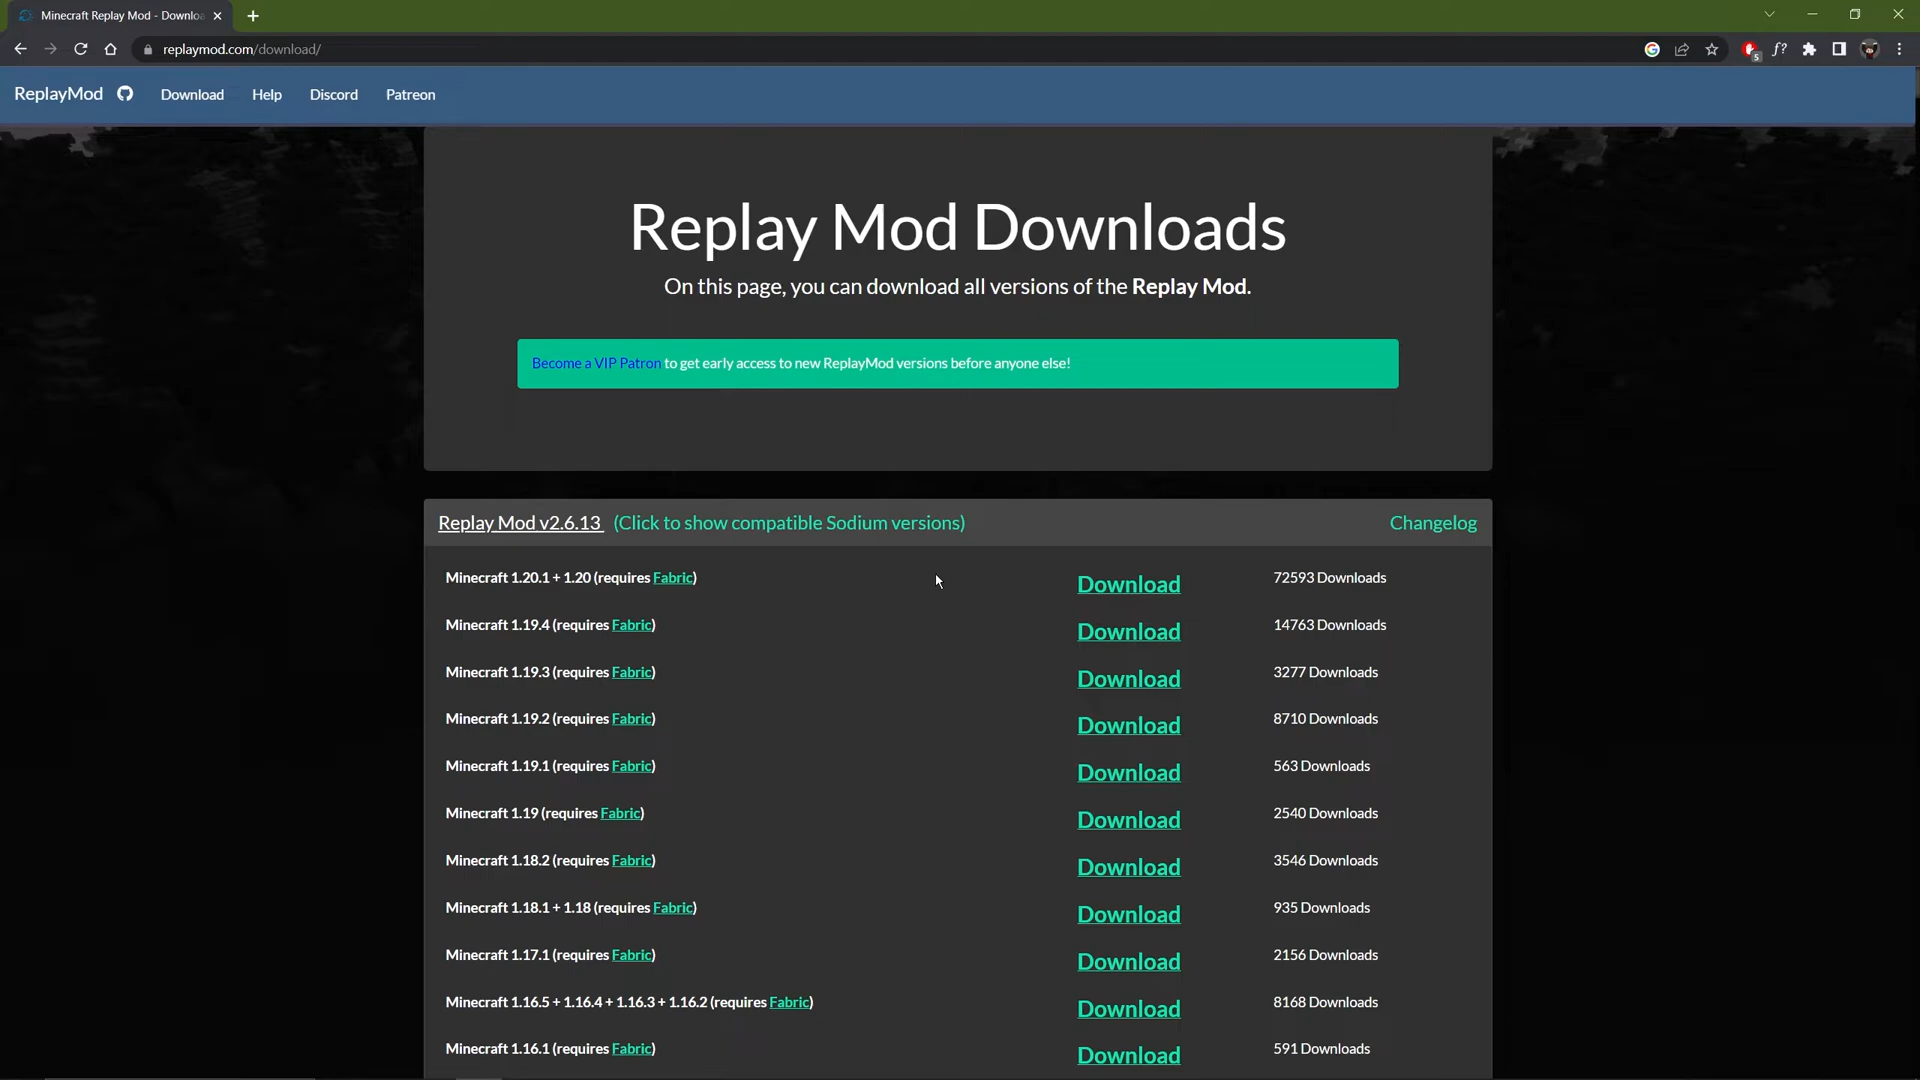 Minecraft Replay Mod - Downloa
replaymod.com/download/
5
f?
ReplayMod Download Help Discord Patreon
Replay Mod Downloads
On this page, you can download all versions of the Replay Mod.
Become a VIP Patron to get early access to new ReplayMod versions before anyone else!
Replay Mod v2.6.13 (Click to show compatible Sodium versions) Changelog
Minecraft 1.20.1 + 1.20 (requires Fabric) Download 72593 Downloads
Minecraft 1.19.4 (requires Fabric) Download 14763 Downloads
Minecraft 1.19.3 (requires Fabric) Download 3277 Downloads
Minecraft 1.19.2 (requires Fabric) Download 8710 Downloads
Minecraft 1.19.1 (requires Fabric) Download 563 Downloads
Minecraft 1.19 (requires Fabric) Download 2540 Downloads
Minecraft 1.18.2 (requires Fabric) Download 3546 Downloads
Minecraft 1.18.1 + 1.18 (requires Fabric) Download 935 Downloads
Minecraft 1.17.1 (requires Fabric) Download 2156 Downloads
Minecraft 1.16.5 + 1.16.4 + 1.16.3 + 1.16.2 (requires Fabric) Download 8168 Downloads
Minecraft 1.16.1 (requires Fabric) Download 591 Downloads